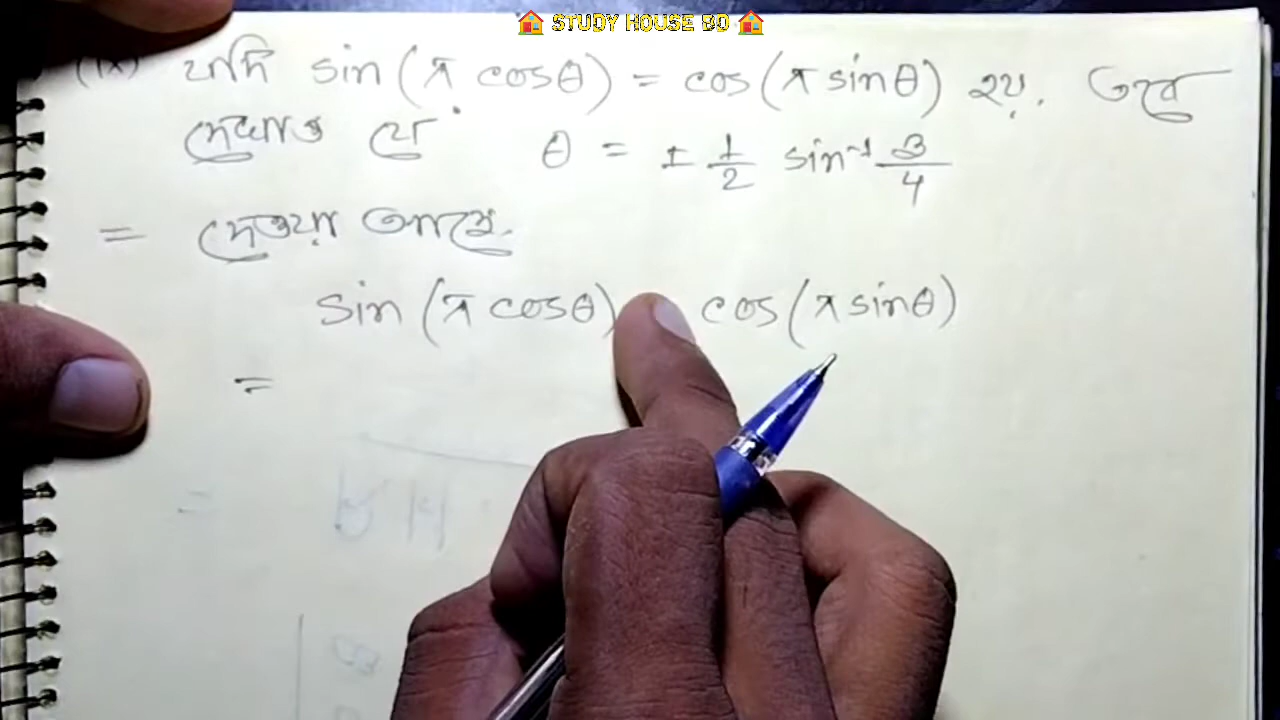 🏠 STUDY HOUSE BD 🏠
(ix) যদি sin(π cosθ) = cos(π sinθ) হয়. তবে
দেখাও যে θ = ± 1/2 sin⁻¹ 3/4
= দেওয়া আছে.
sin(π cosθ) cos(π sinθ)
=